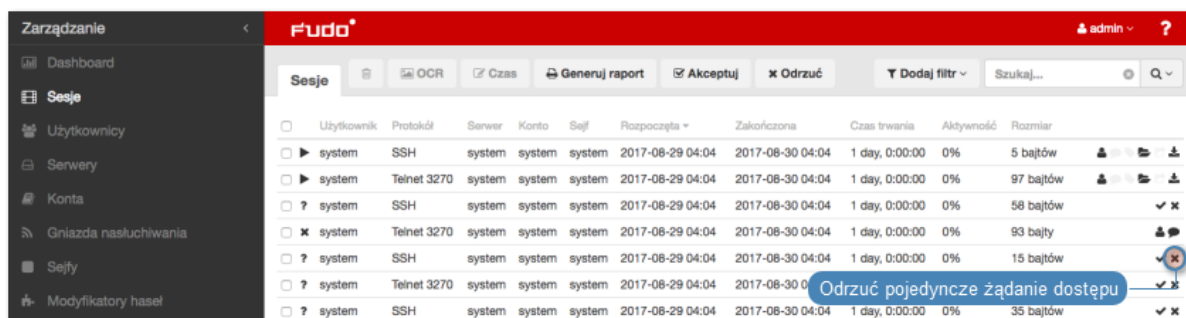 Zarządzanie
Fudo
admin
?
Dashboard
Sesje
Użytkownicy
Serwery
Konta
Gniazda nasłuchiwania
Sejfy
Modyfikatory haseł
Sesje OCR Czas Generuj raport Akceptuj Odrzuć Dodaj filtr Szukaj...
Użytkownik Protokół Serwer Konto Sejf Rozpoczęta Zakończona Czas trwania Aktywność Rozmiar
system SSH system system system 2017-08-29 04:04 2017-08-30 04:04 1 day, 0:00:00 0% 5 bajtów
system Telnet 3270 system system system 2017-08-29 04:04 2017-08-30 04:04 1 day, 0:00:00 0% 97 bajtów
? system SSH system system system 2017-08-29 04:04 2017-08-30 04:04 1 day, 0:00:00 0% 58 bajtów
system Telnet 3270 system system system 2017-08-29 04:04 2017-08-30 04:04 1 day, 0:00:00 0% 93 bajty
? system SSH system system system 2017-08-29 04:04 2017-08-30 04:04 1 day, 0:00:00 0% 15 bajtów
? system Telnet 3270 system system system 2017-08-29 04:04 2017-08-30
Odrzuć pojedyncze żądanie dostępu
? system SSH system system system 2017-08-29 04:04 2017-08-30 04:04 1 day, 0:00:00 0% 35 bajtów